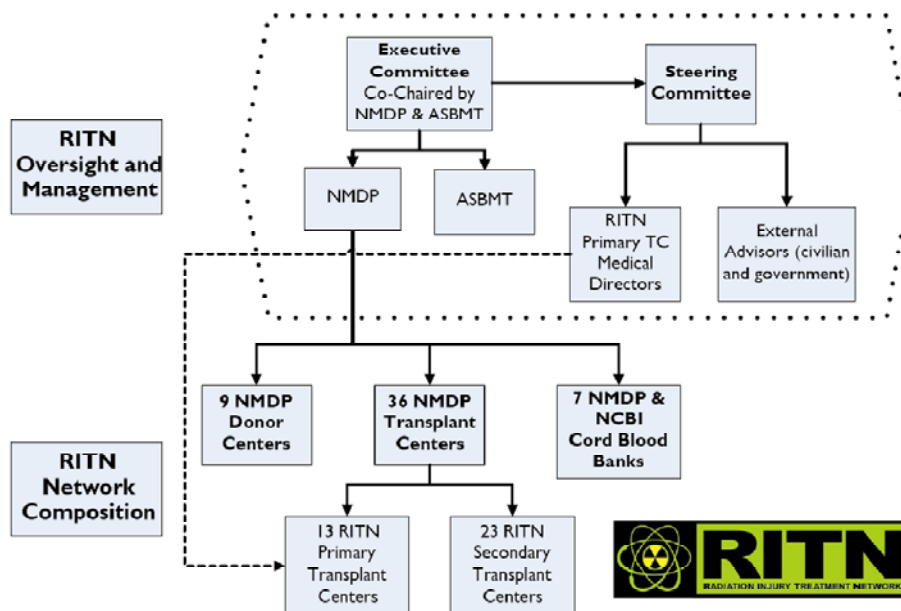 Executive
Committee
Co-Chaired by
NMDP & ASBMT
Steering
Committee
RITN
Oversight and
Management
NMDP
ASBMT
RITN
Primary TC
Medical
Directors
External
Advisors (civilian
and government)
9 NMDP
Donor
Centers
36 NMDP
Transplant
Centers
7 NMDP &
NCBI
Cord Blood
Banks
RITN
Network
Composition
13 RITN
Primary
Transplant
Centers
23 RITN
Secondary
Transplant
Centers
RITN
RADIATION INJURY TREATMENT NETWORK